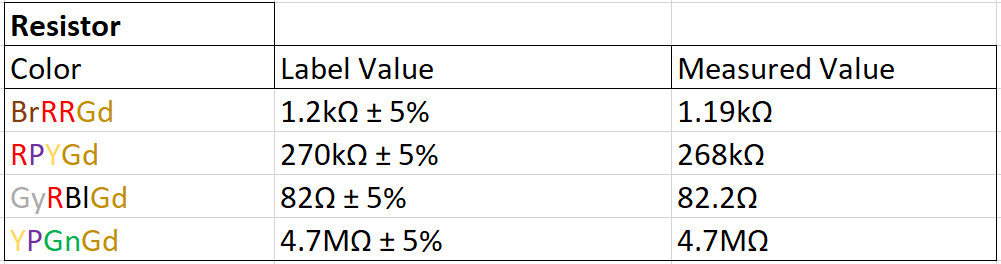 Resistor
Color Label Value Measured Value
BrRRGd 1.2kΩ ± 5% 1.19kΩ
RPYGd 270kΩ ± 5% 268kΩ
GyRBlGd 82Ω ± 5% 82.2Ω
YPGnGd 4.7MΩ ± 5% 4.7MΩ